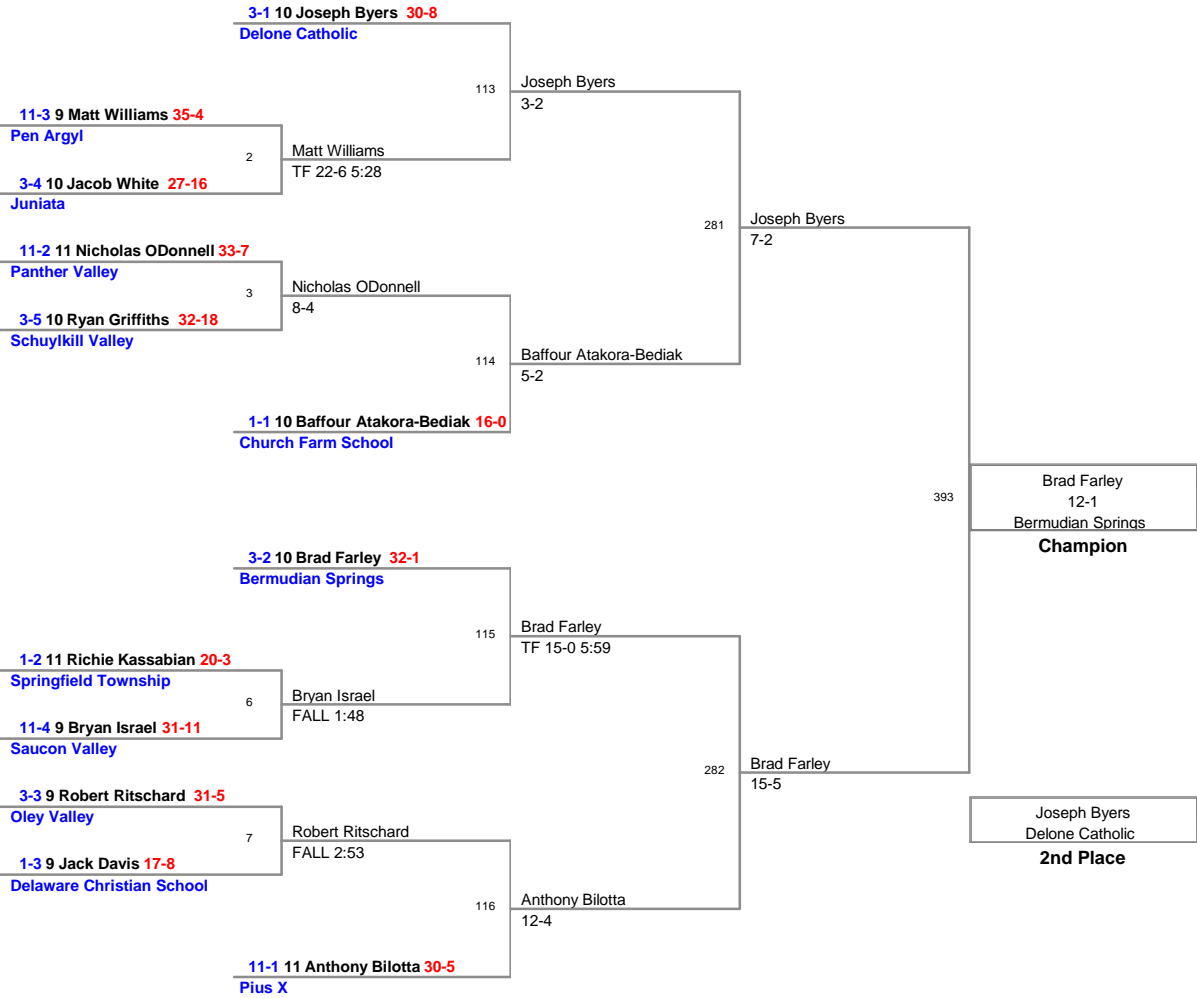 3-1 10 Joseph Byers 30-8
Delone Catholic
113
Joseph Byers
3-2
11-3 9 Matt Williams 35-4
Pen Argyl
2
Matt Williams
TF 22-6 5:28
3-4 10 Jacob White 27-16
Juniata
281
Joseph Byers
7-2
11-2 11 Nicholas ODonnell 33-7
Panther Valley
3
Nicholas ODonnell
8-4
3-5 10 Ryan Griffiths 32-18
Schuylkill Valley
114
Baffour Atakora-Bediak
5-2
1-1 10 Baffour Atakora-Bediak 16-0
Church Farm School
393
Brad Farley
12-1
Bermudian Springs
Champion
3-2 10 Brad Farley 32-1
Bermudian Springs
115
Brad Farley
TF 15-0 5:59
1-2 11 Richie Kassabian 20-3
Springfield Township
6
Bryan Israel
FALL 1:48
11-4 9 Bryan Israel 31-11
Saucon Valley
282
Brad Farley
15-5
3-3 9 Robert Ritschard 31-5
Oley Valley
7
Robert Ritschard
FALL 2:53
1-3 9 Jack Davis 17-8
Delaware Christian School
116
Anthony Bilotta
12-4
11-1 11 Anthony Bilotta 30-5
Pius X
Joseph Byers
Delone Catholic
2nd Place